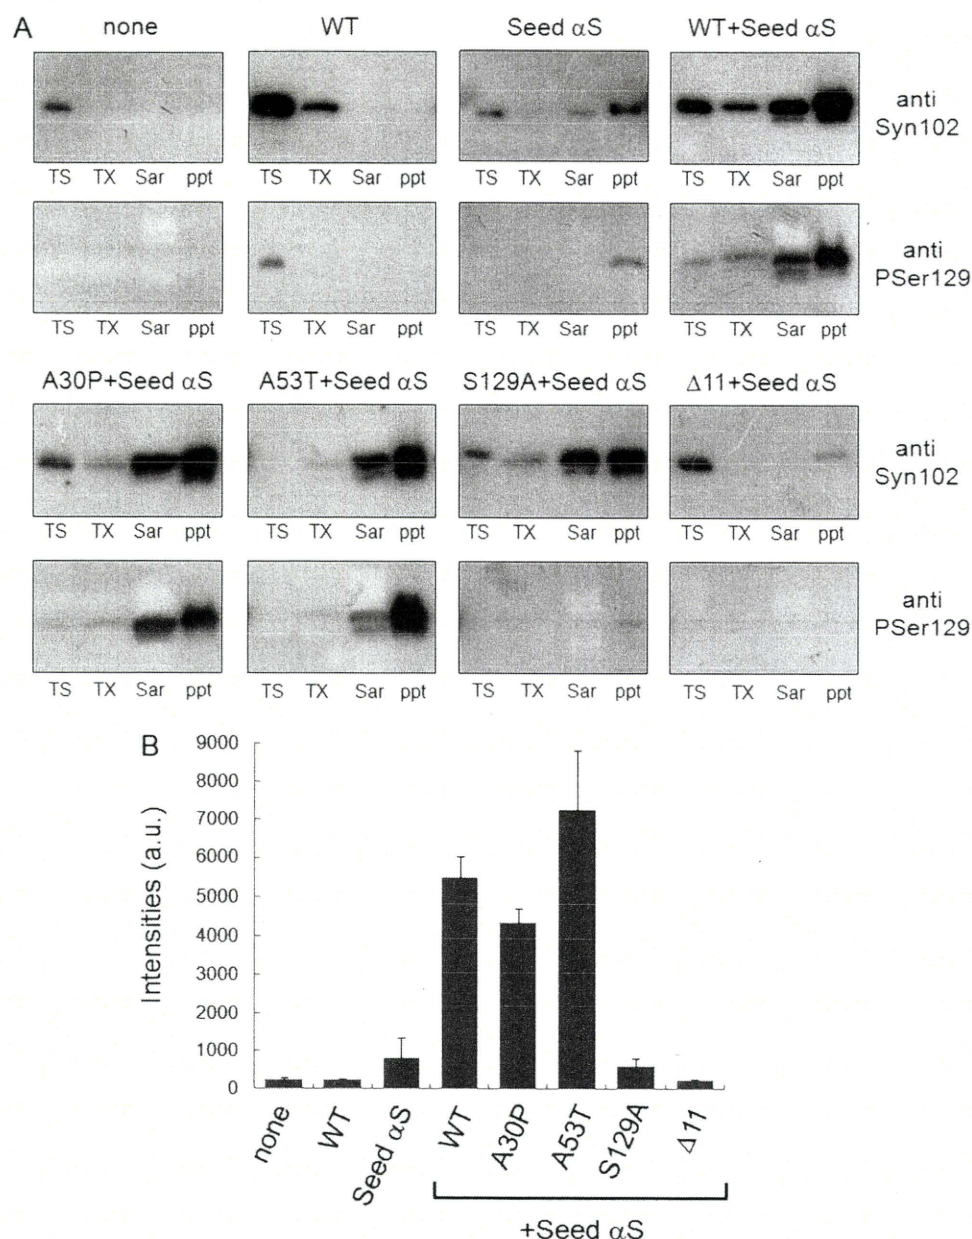 A
none WT Seed αS WT+Seed αS
anti
Syn102
TS TX Sar ppt TS TX Sar ppt TS TX Sar ppt TS TX Sar ppt
anti
PSer129
TS TX Sar ppt TS TX Sar ppt TS TX Sar ppt TS TX Sar ppt
A30P+Seed αS A53T+Seed αS S129A+Seed αS Δ11+Seed αS
anti
Syn102
TS TX Sar ppt TS TX Sar ppt TS TX Sar ppt TS TX Sar ppt
anti
PSer129
TS TX Sar ppt TS TX Sar ppt TS TX Sar ppt TS TX Sar ppt
B
Intensities (a.u.)
9000
8000
7000
6000
5000
4000
3000
2000
1000
0
none WT Seed αS WT A30P A53T S129A Δ11
+Seed αS